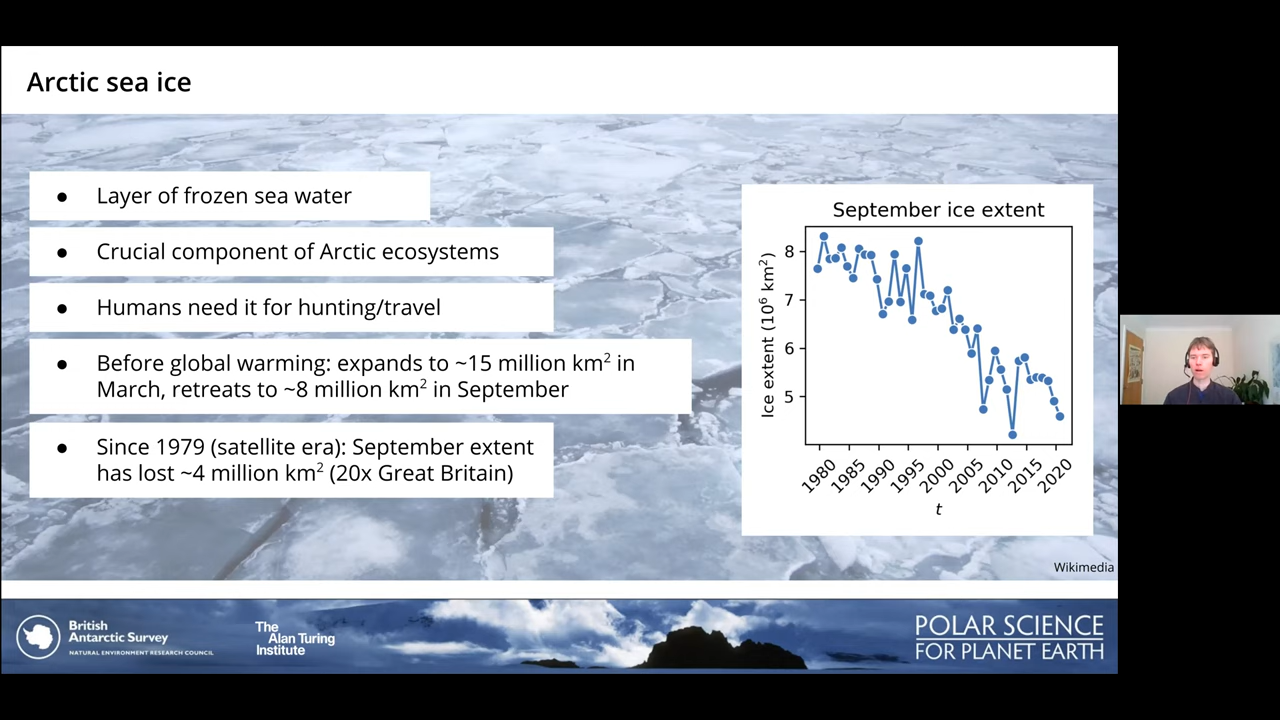 Arctic sea ice
● Layer of frozen sea water
● Crucial component of Arctic ecosystems
● Humans need it for hunting/travel
● Before global warming: expands to ~15 million km² in
March, retreats to ~8 million km² in September
● Since 1979 (satellite era): September extent
has lost ~4 million km² (20x Great Britain)
September ice extent
Ice extent (10⁶ km²)
8
7
6
5
1980 1985 1990 1995 2000 2005 2010 2015 2020
t
Wikimedia
British
Antarctic Survey
NATURAL ENVIRONMENT RESEARCH COUNCIL
The
Alan Turing
Institute
POLAR SCIENCE
FOR PLANET EARTH